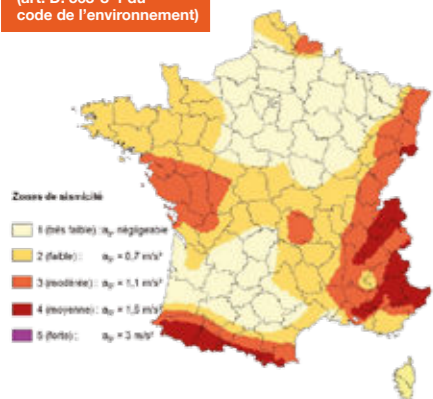 code de l'environnement)
Zones de sismicité
1 (très faible) : a négligeable
2 (faible) : a = 0,7 m/s²
3 (modérée) : a = 1,1 m/s²
4 (moyenne) : a = 1,5 m/s²
5 (forte) : a = 3 m/s²